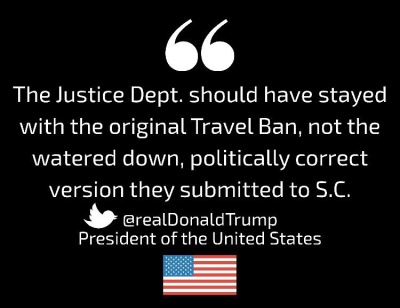 The Justice Dept. should have stayed
with the original Travel Ban, not the
watered down, politically correct
version they submitted to S.C.
@realDonaldTrump
President of the United States